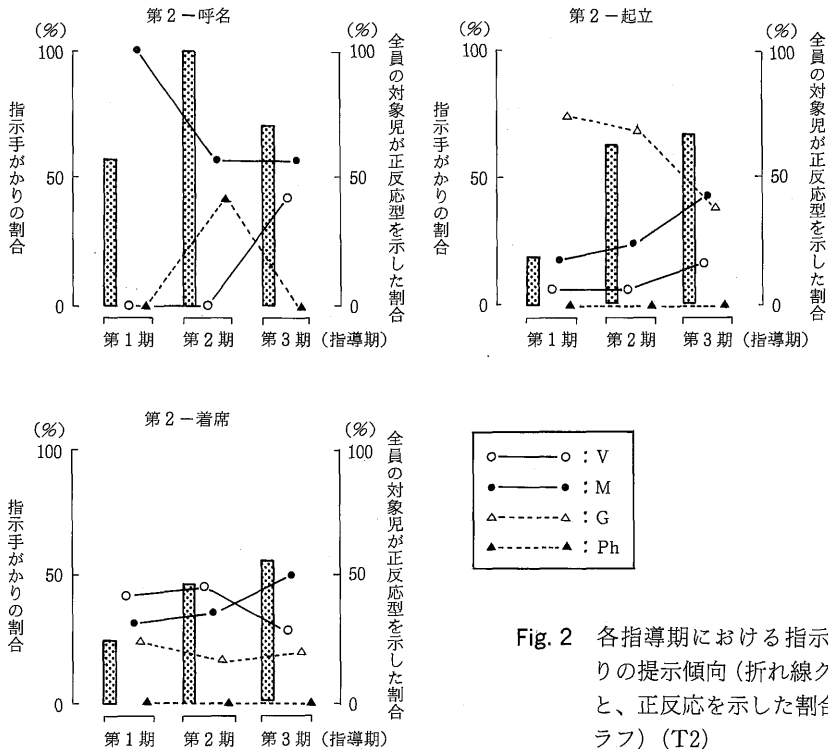 第2－呼名
(%)
(%)
100
50
0
100
50
0
指示手がかりの割合
全員の対象児が正反応型を示した割合
第1期 第2期 第3期 (指導期)
第2－起立
(%)
(%)
100
50
0
100
50
0
指示手がかりの割合
全員の対象児が正反応型を示した割合
第1期 第2期 第3期 (指導期)
第2－着席
(%)
(%)
100
50
0
100
50
0
指示手がかりの割合
全員の対象児が正反応型を示した割合
第1期 第2期 第3期 (指導期)
：V
：M
：G
：Ph
Fig. 2 各指導期における指示
りの提示傾向（折れ線グ
と、正反応を示した割合
ラフ）(T2)